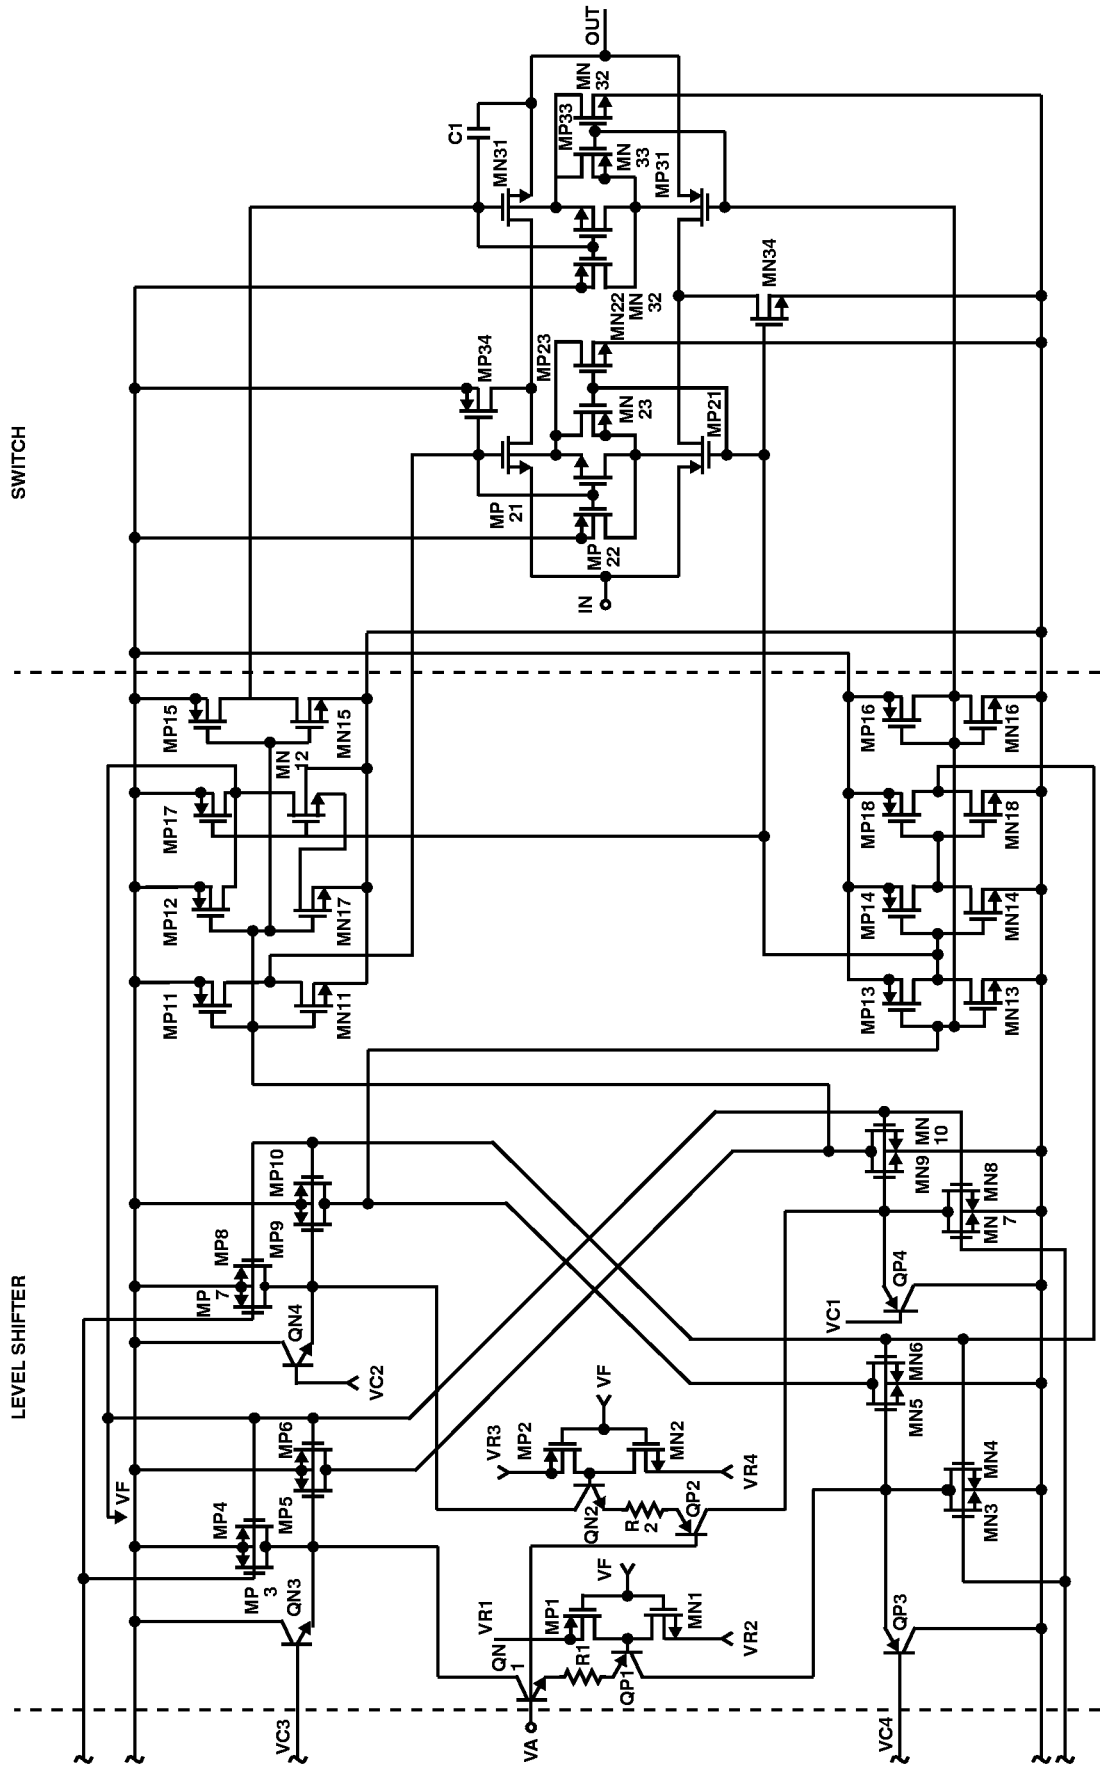 LEVEL SHIFTER
SWITCH
VC3
VA
VC4
QN3
MP
3
MP4
MP5
MP6
VF
QN4
VC2
MP
7
MP8
MP9
MP10
QN
1
VR1
R1
QP1
MP1
VF
MN1
VR2
VR3
MP2
VF
QN2
R
2
QP2
MN2
VR4
QP3
MN3
MN4
MN5
MN6
VC1
QP4
MN
7
MN8
MN9
MN
10
MP11
MN11
MP12
MN17
MP17
MN
12
MP15
MN15
MP13
MN13
MP14
MN14
MP18
MN18
MP16
MN16
IN
MP
22
MP
21
MP34
MP23
MN
23
MP21
MN22
MN
32
MN34
C1
MN31
MP33
MN
33
MP31
MN
32
OUT